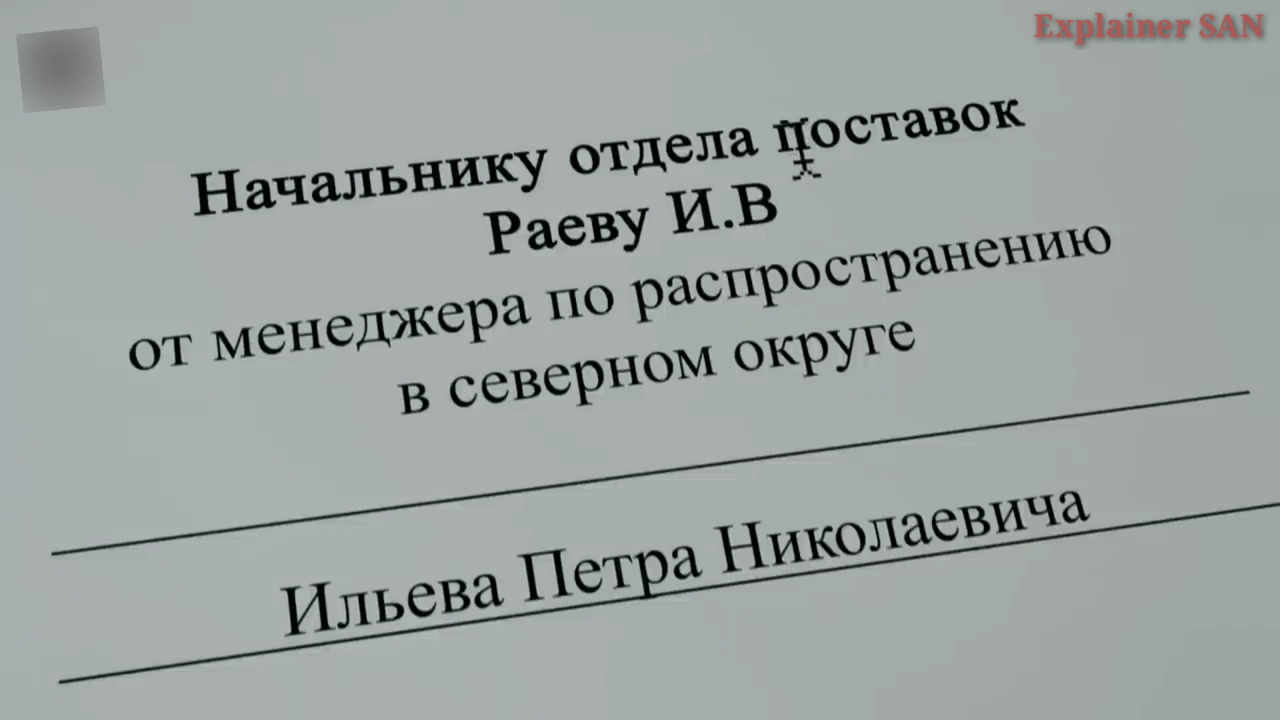 Explainer SAN
Начальнику отдела поставок
Раеву И.В
от менеджера по распространению
в северном округе
Ильева Петра Николаевича